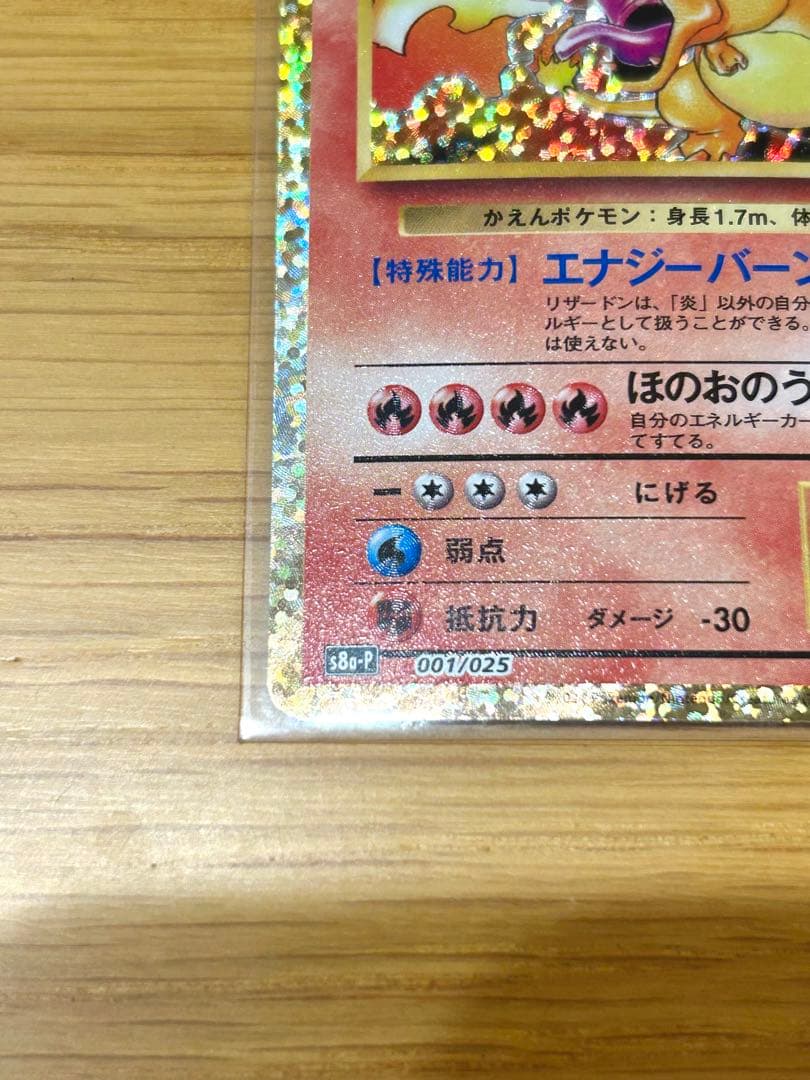 かえんポケモン：身長1.7m、体
【特殊能力】 エナジーバーン
リザードンは、「炎」以外の自分
ルギーとして扱うことができる。
は使えない。
ほのおのう
自分のエネルギーカー
てすてる。
ー にげる
弱点
抵抗力 ダメージ -30
s8a-P 001/025